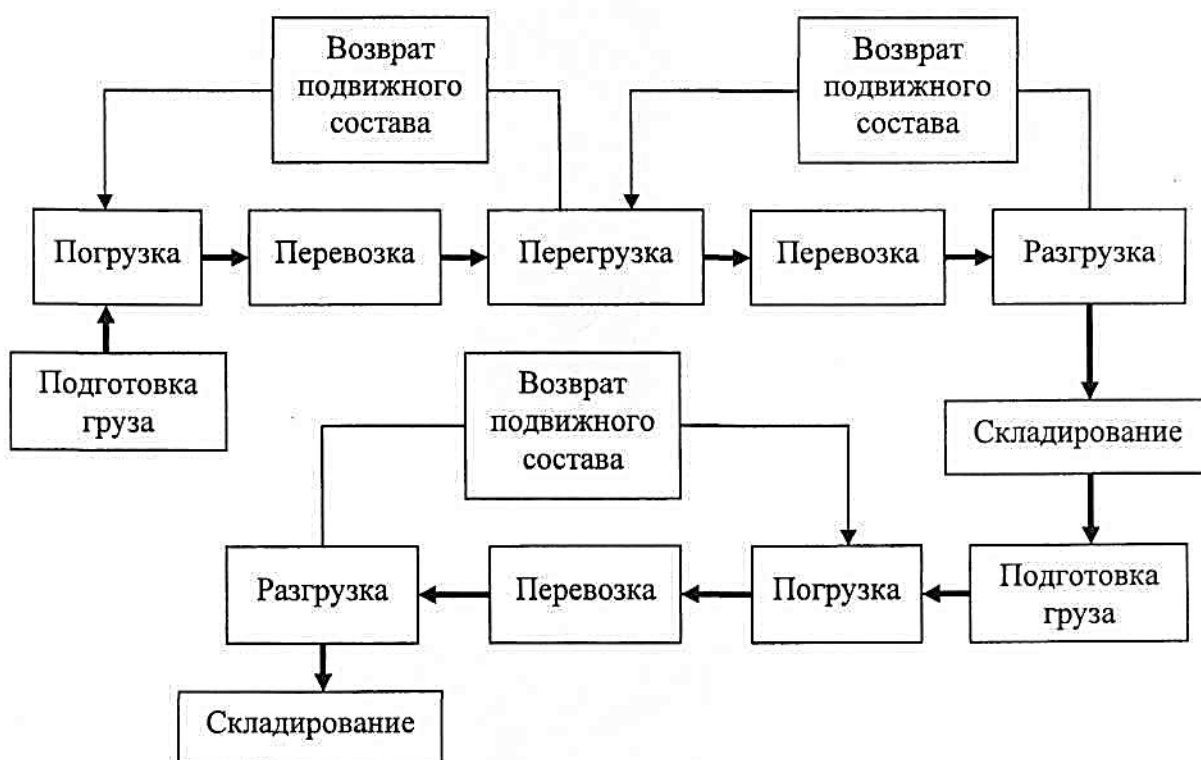 Возврат
подвижного
состава
Возврат
подвижного
состава
Погрузка
Перевозка
Перегрузка
Перевозка
Разгрузка
Подготовка
груза
Возврат
подвижного
состава
Складирование
Разгрузка
Перевозка
Погрузка
Подготовка
груза
Складирование